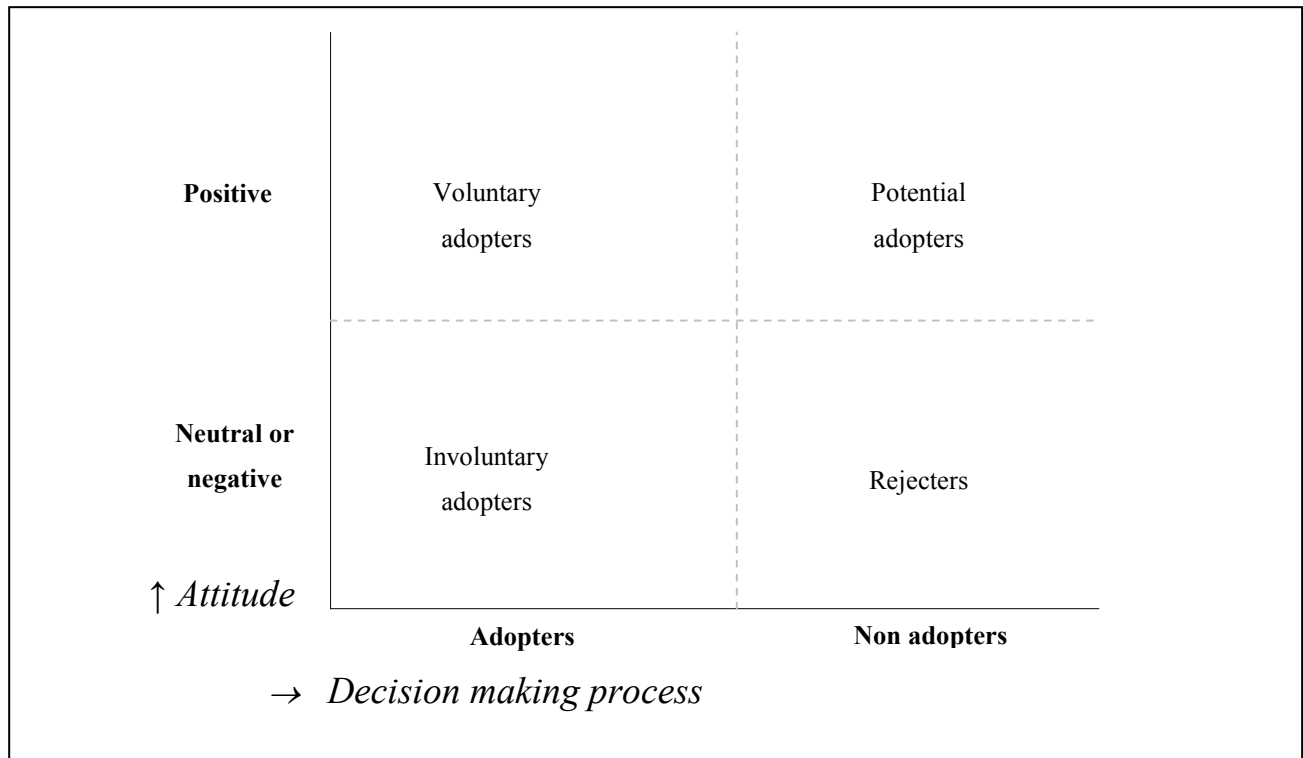 Positive
Voluntary
adopters
Potential
adopters
Neutral or
negative
Involuntary
adopters
Rejecters
↑ Attitude
Adopters
Non adopters
→ Decision making process